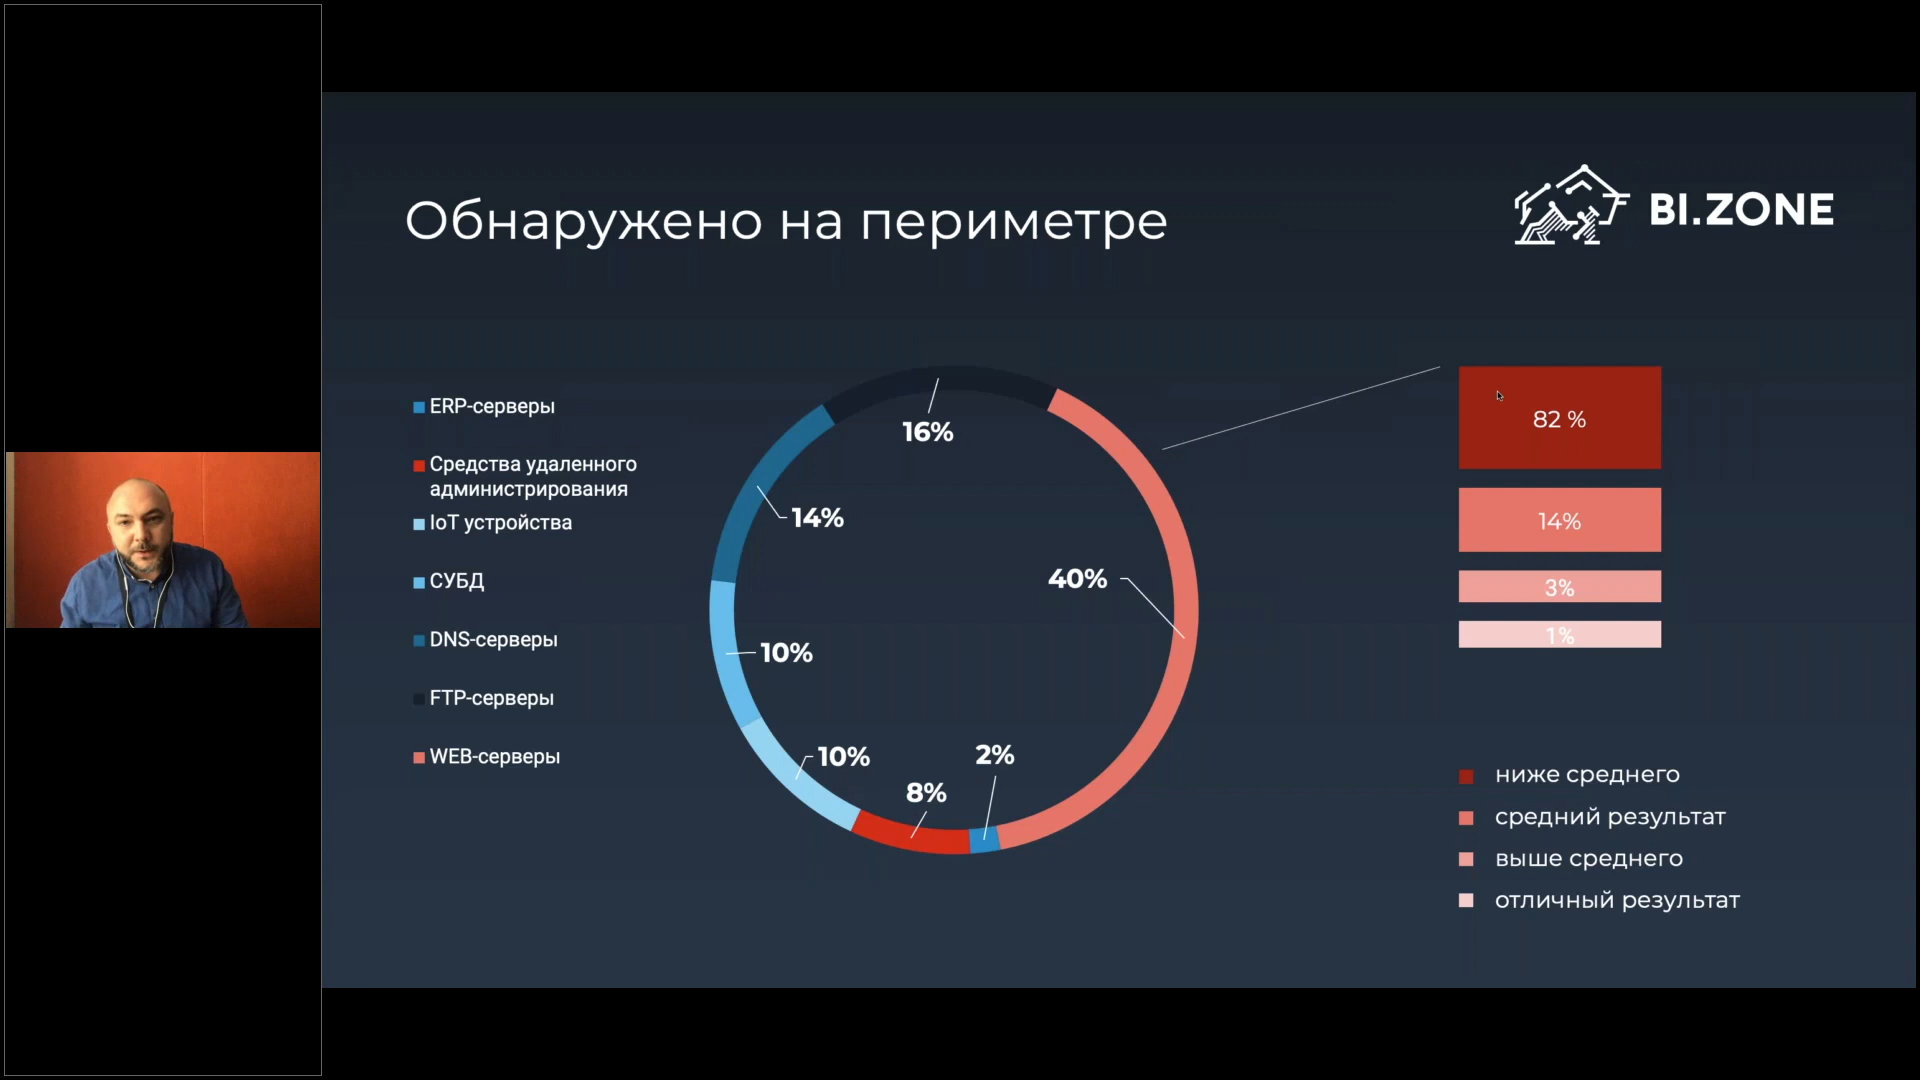 Обнаружено на периметре
BI.ZONE
ERP-серверы
Средства удаленного
администрирования
IoT устройства
СУБД
DNS-серверы
FTP-серверы
WEB-серверы
16%
14%
40%
10%
10%
2%
8%
82 %
14%
3%
1%
ниже среднего
средний результат
выше среднего
отличный результат